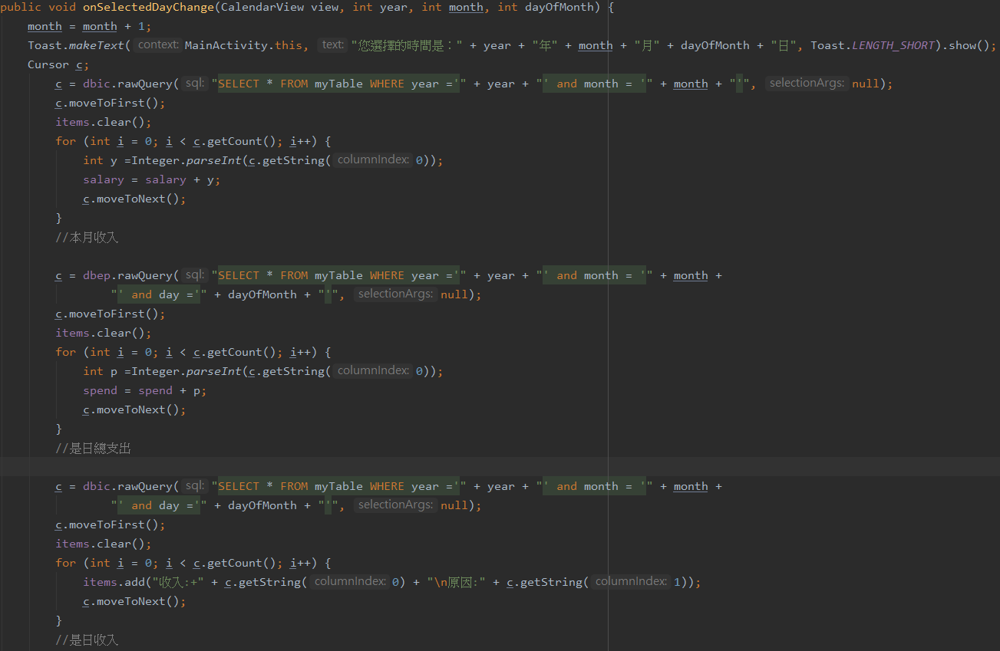 public void onSelectedDayChange(CalendarView view, int year, int month, int dayOfMonth) {
month = month + 1;
Toast.makeText( context: MainActivity.this, text: "您選擇的時間是：" + year + "年" + month + "月" + dayOfMonth + "日", Toast.LENGTH_SHORT).show();
Cursor c;
c = dbic.rawQuery( sql: "SELECT * FROM myTable WHERE year ='" + year + "' and month = '" + month + "'", selectionArgs: null);
c.moveToFirst();
items.clear();
for (int i = 0; i < c.getCount(); i++) {
int y =Integer.parseInt(c.getString( columnIndex: 0));
salary = salary + y;
c.moveToNext();
}
//本月收入
c = dbep.rawQuery( sql: "SELECT * FROM myTable WHERE year ='" + year + "' and month = '" + month +
"' and day ='" + dayOfMonth + "'", selectionArgs: null);
c.moveToFirst();
items.clear();
for (int i = 0; i < c.getCount(); i++) {
int p =Integer.parseInt(c.getString( columnIndex: 0));
spend = spend + p;
c.moveToNext();
}
//是日總支出
c = dbic.rawQuery( sql: "SELECT * FROM myTable WHERE year ='" + year + "' and month = '" + month +
"' and day ='" + dayOfMonth + "'", selectionArgs: null);
c.moveToFirst();
items.clear();
for (int i = 0; i < c.getCount(); i++) {
items.add("收入:+" + c.getString( columnIndex: 0) + "\n原因:" + c.getString( columnIndex: 1));
c.moveToNext();
}
//是日收入